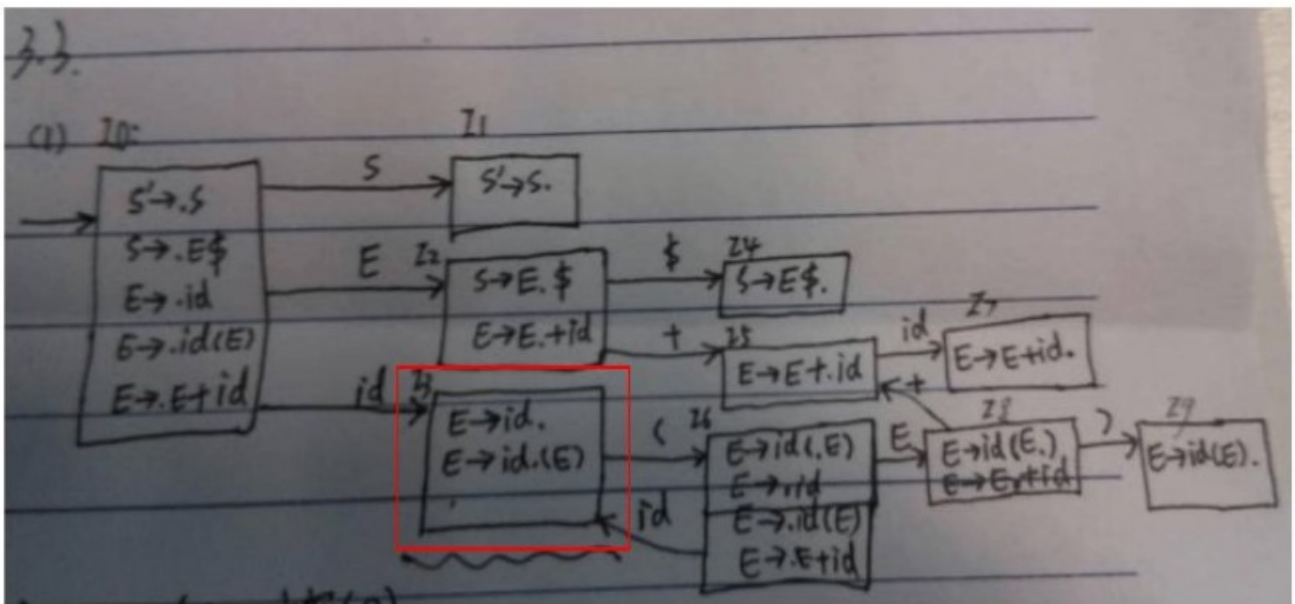 3.3.
(1) I0:
S'→.S
S→.E$
E→.id
E→.id(E)
E→.E+id
S
I1
S'→S.
E
I2
S→E.$
E→E.+id
$
I4
S→E$.
+
I5
E→E+.id
id
I7
E→E+id.
id
I3
E→id.
E→id.(E)
(
I6
E→id(.E)
E→.id
E→.id(E)
E→.E+id
id
E
I8
E→id(E.)
E→E.+id
+
)
I9
E→id(E).